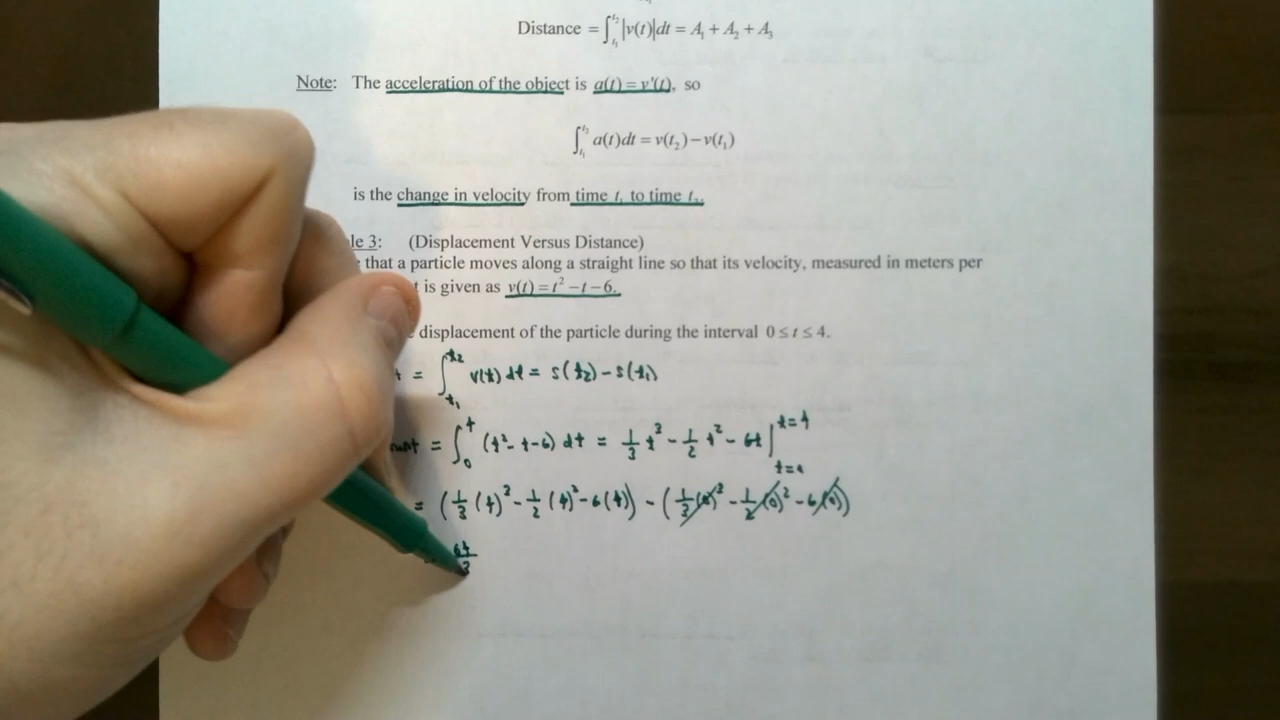 Distance = ∫_{t₁}^{t₂} |v(t)|dt = A₁ + A₂ + A₃
Note: The acceleration of the object is a(t) = v'(t), so
∫_{t₁}^{t₂} a(t)dt = v(t₂) − v(t₁)
is the change in velocity from time t₁ to time t₂.
le 3: (Displacement Versus Distance)
that a particle moves along a straight line so that its velocity, measured in meters per
t is given as v(t) = t² − t − 6.
displacement of the particle during the interval 0 ≤ t ≤ 4.
t = ∫_{t₁}^{t₂} v(t) dt = s(t₂) − s(t₁)
= ∫_0^4 (t² − t − 6) dt = 1/3 t³ − 1/2 t² − 6t |_{t=0}^{t=4}
= (1/3 (4)³ − 1/2 (4)² − 6(4)) − (1/3 (0)³ − 1/2 (0)² − 6(0))
64/3